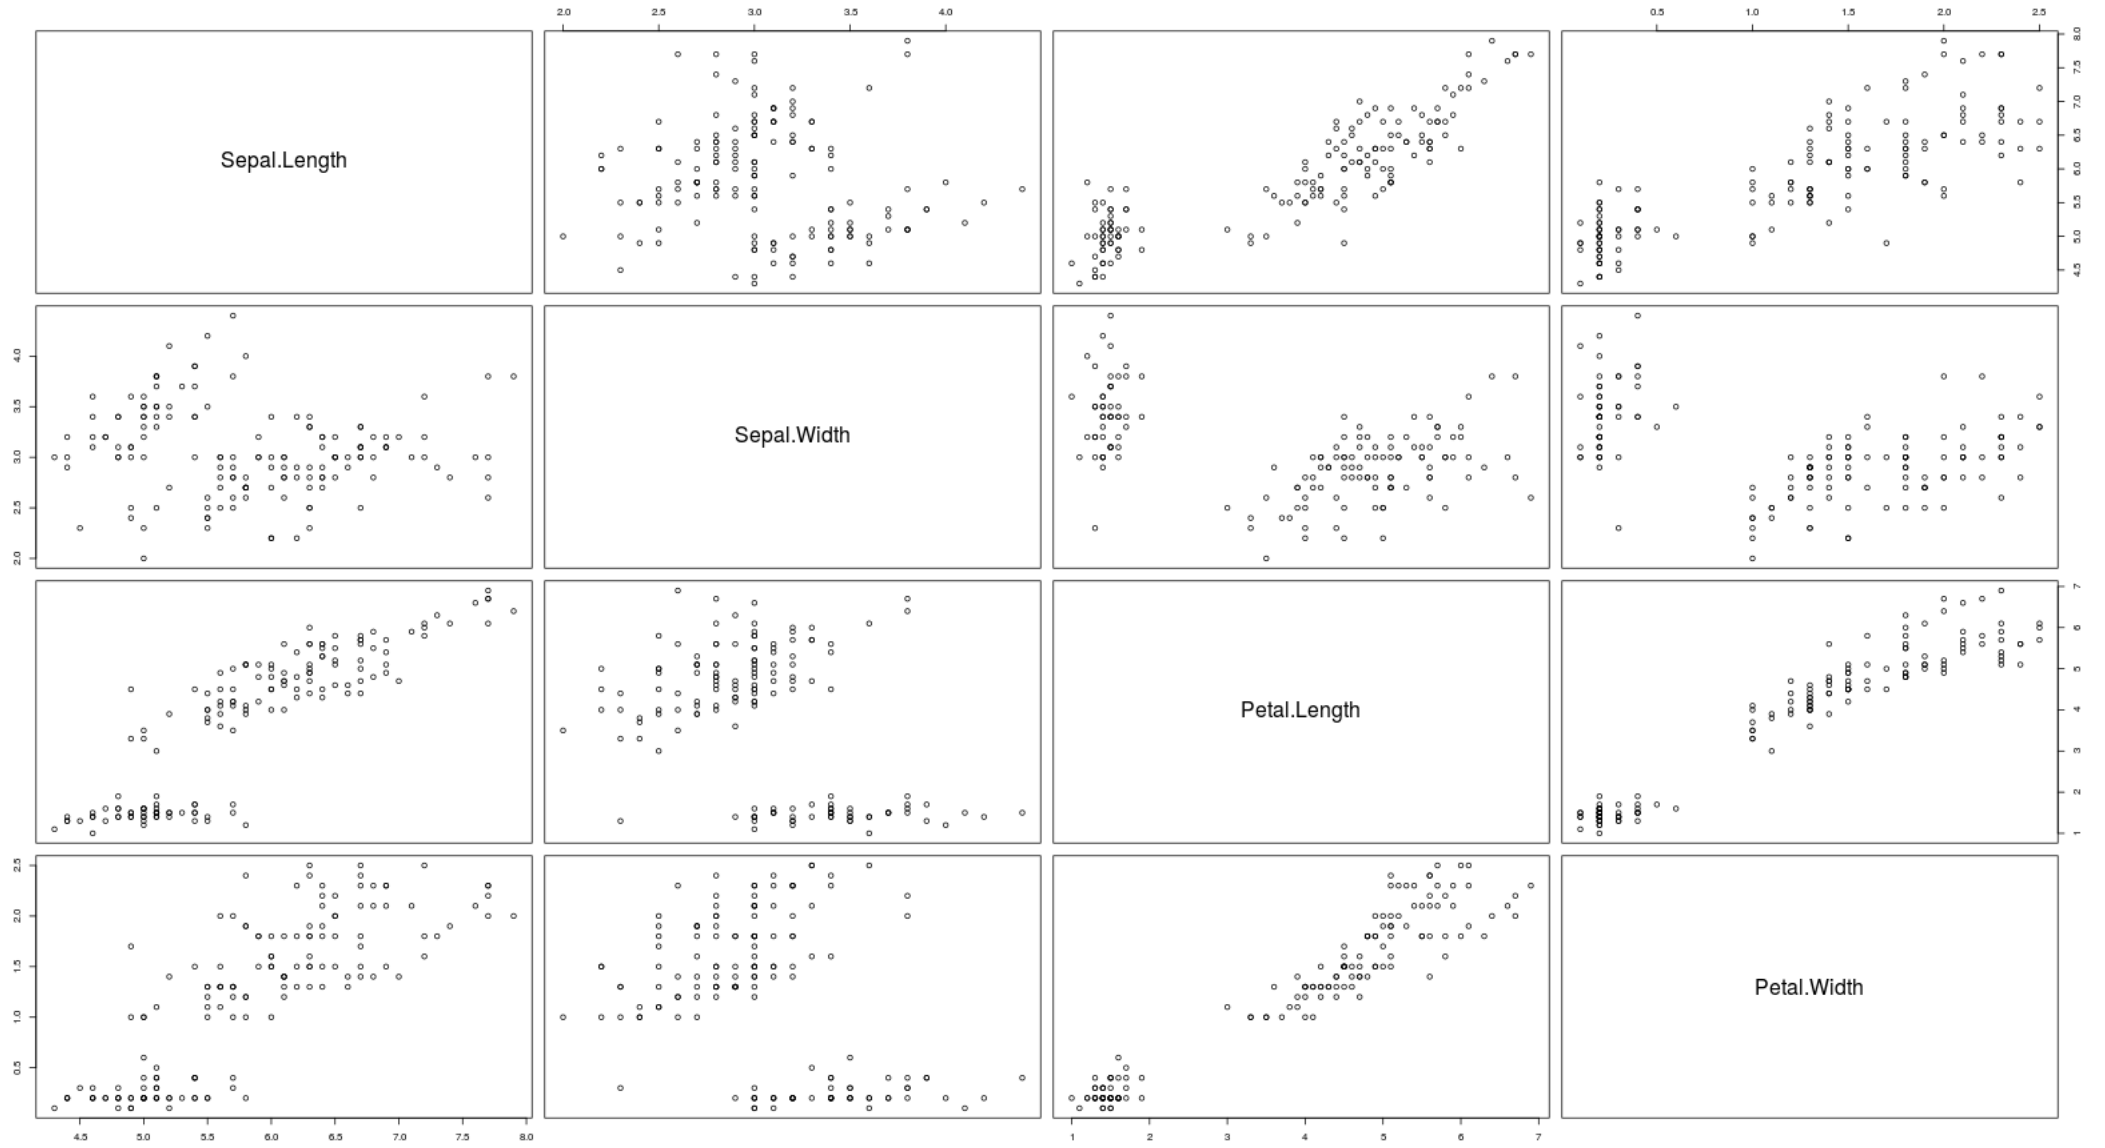 2.0 2.5 3.0 3.5 4.0 0.5 1.0 1.5 2.0 2.5
Sepal.Length
4.5 5.0 5.5 6.0 6.5 7.0 7.5 8.0
2.0 2.5 3.0 3.5 4.0
Sepal.Width
Petal.Length
1 2 3 4 5 6 7
0.5 1.0 1.5 2.0 2.5
Petal.Width
4.5 5.0 5.5 6.0 6.5 7.0 7.5 8.0 1 2 3 4 5 6 7